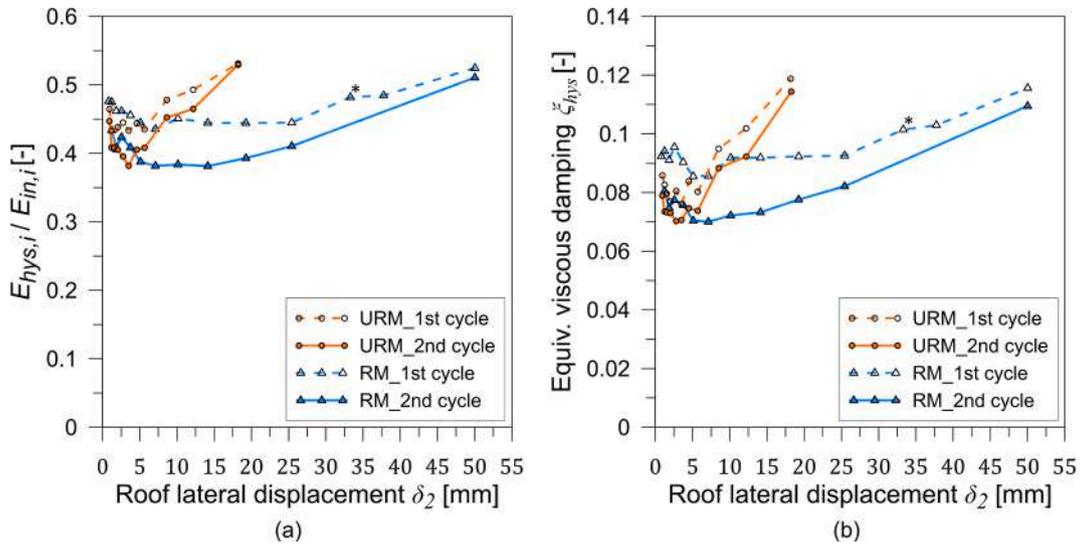 0.6
0.5
0.4
0.3
0.2
0.1
0
E_hys,i / E_in,i [-]
*
URM_1st cycle
URM_2nd cycle
RM_1st cycle
RM_2nd cycle
0 5 10 15 20 25 30 35 40 45 50 55
Roof lateral displacement δ_2 [mm]
(a)
0.14
0.12
0.1
0.08
0.06
0.04
0.02
0
Equiv. viscous damping ξ_hys [-]
*
URM_1st cycle
URM_2nd cycle
RM_1st cycle
RM_2nd cycle
0 5 10 15 20 25 30 35 40 45 50 55
Roof lateral displacement δ_2 [mm]
(b)